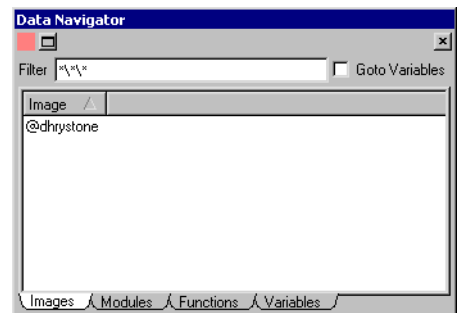 Data Navigator
Filter *\*\* Goto Variables
Image
@dhrystone
Images Modules Functions Variables